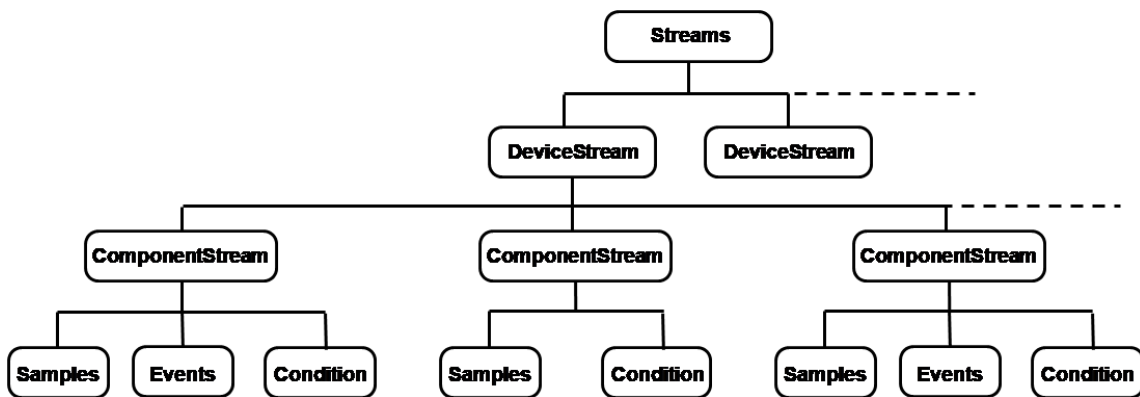 Streams
DeviceStream
DeviceStream
ComponentStream
ComponentStream
ComponentStream
Samples
Events
Condition
Samples
Condition
Samples
Events
Condition